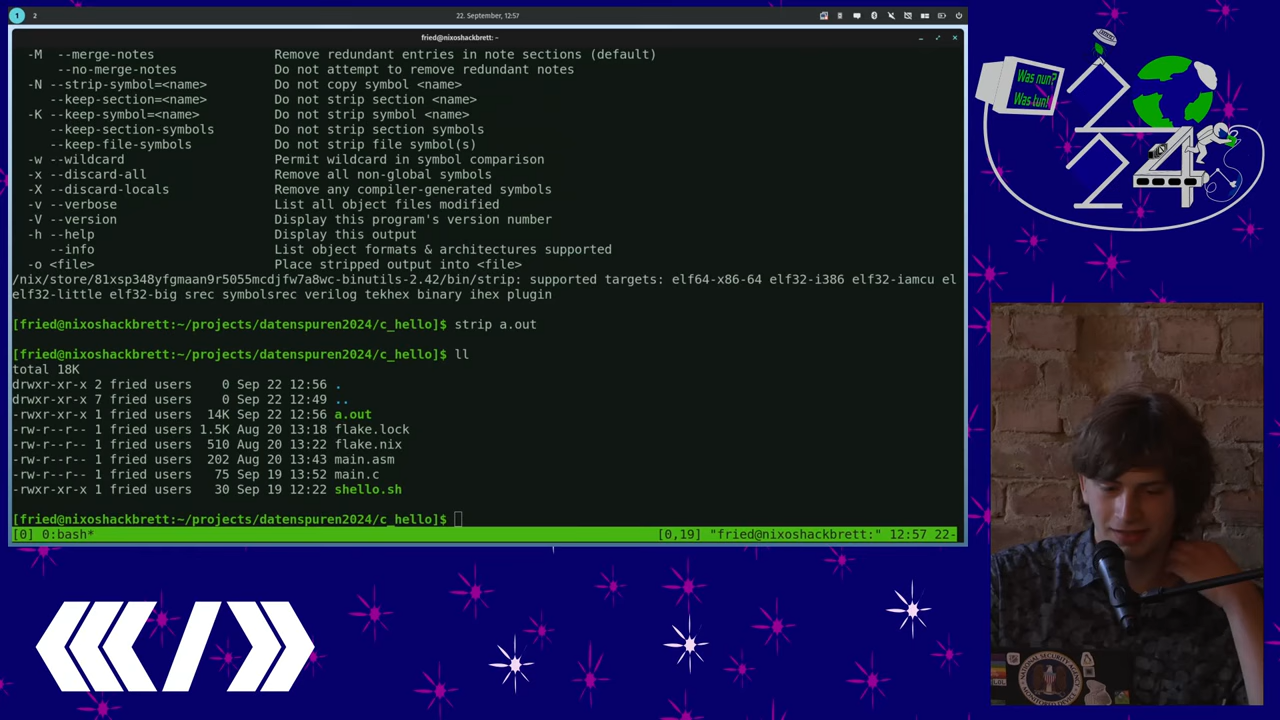 1 2 22. September, 12:57
fried@nixoshackbrett: ~
-M --merge-notes Remove redundant entries in note sections (default)
--no-merge-notes Do not attempt to remove redundant notes
-N --strip-symbol=<name> Do not copy symbol <name>
--keep-section=<name> Do not strip section <name>
-K --keep-symbol=<name> Do not strip symbol <name>
--keep-section-symbols Do not strip section symbols
--keep-file-symbols Do not strip file symbol(s)
-w --wildcard Permit wildcard in symbol comparison
-x --discard-all Remove all non-global symbols
-X --discard-locals Remove any compiler-generated symbols
-v --verbose List all object files modified
-V --version Display this program's version number
-h --help Display this output
--info List object formats & architectures supported
-o <file> Place stripped output into <file>
/nix/store/81xsp348yfgmaan9r5055mcdjfw7a8wc-binutils-2.42/bin/strip: supported targets: elf64-x86-64 elf32-i386 elf32-iamcu el
elf32-little elf32-big srec symbolsrec verilog tekhex binary ihex plugin
[fried@nixoshackbrett:~/projects/datenspuren2024/c_hello]$ strip a.out
[fried@nixoshackbrett:~/projects/datenspuren2024/c_hello]$ ll
total 18K
drwxr-xr-x 2 fried users 0 Sep 22 12:56 .
drwxr-xr-x 7 fried users 0 Sep 22 12:49 ..
-rwxr-xr-x 1 fried users 14K Sep 22 12:56 a.out
-rw-r--r-- 1 fried users 1.5K Aug 20 13:18 flake.lock
-rw-r--r-- 1 fried users 510 Aug 20 13:22 flake.nix
-rw-r--r-- 1 fried users 202 Aug 20 13:43 main.asm
-rw-r--r-- 1 fried users 75 Sep 19 13:52 main.c
-rwxr-xr-x 1 fried users 30 Sep 19 12:22 shello.sh
[fried@nixoshackbrett:~/projects/datenspuren2024/c_hello]$
[0] 0:bash* [0,19] "fried@nixoshackbrett:" 12:57 22-
Was nun?
Was tun!
2
24